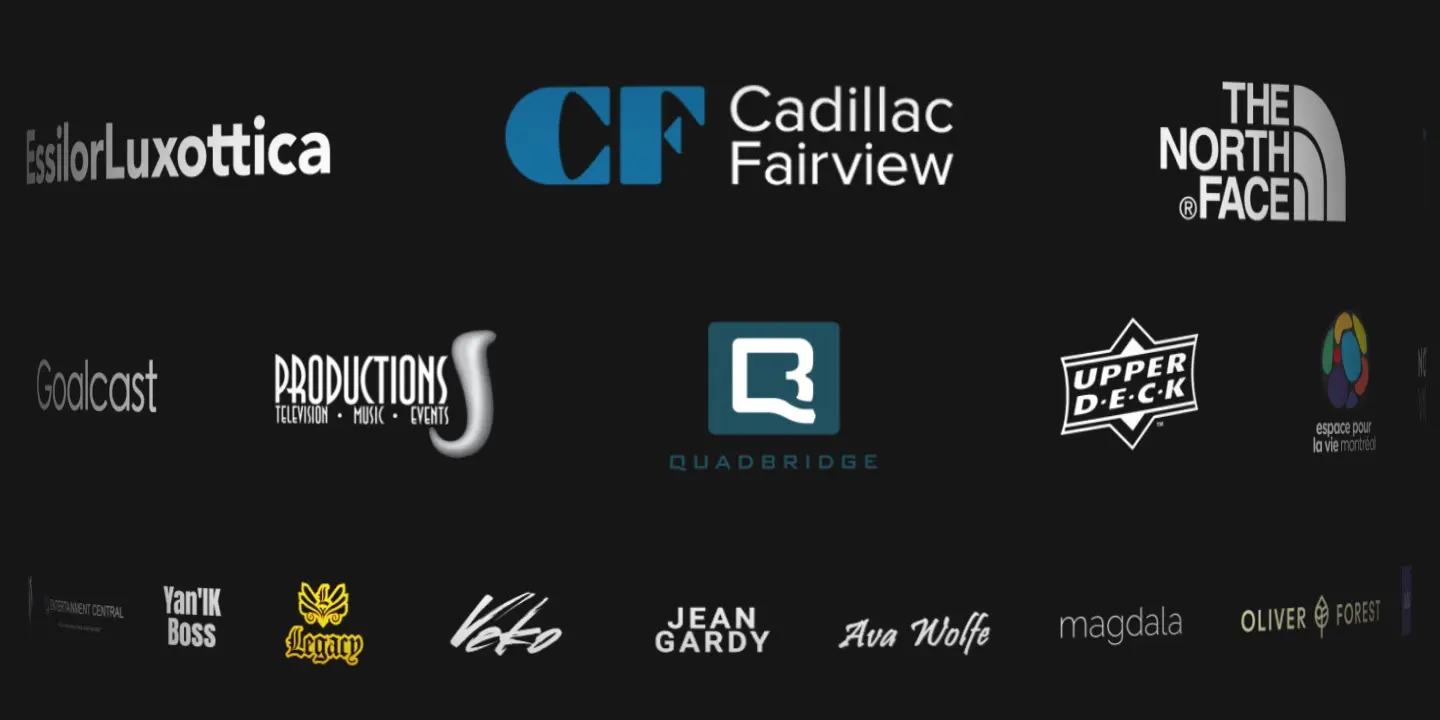 EssilorLuxottica
CF
Cadillac
Fairview
THE
NORTH
®FACE
Goalcast
PRODUCTIONS J
TELEVISION • MUSIC • EVENTS
QUADBRIDGE
UPPER
D·E·C·K
™
espace pour
la vie montréal
ENTERTAINMENT CENTRAL
Yan'IK
Boss
L
Legacy
Veko
JEAN
GARDY
Ava Wolfe
magdala
OLIVER FOREST